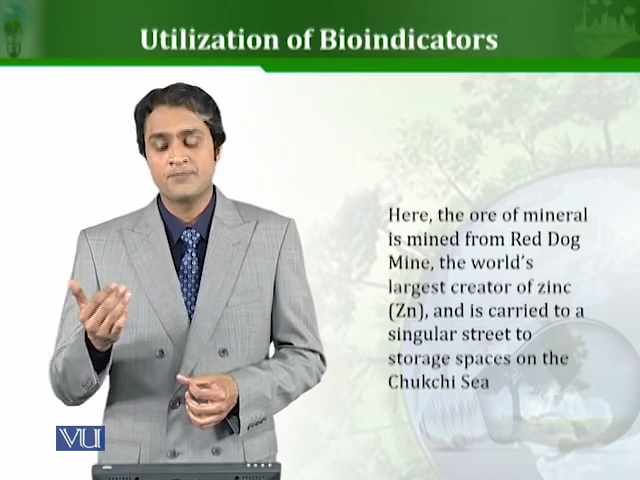 Utilization of Bioindicators
Here, the ore of mineral
is mined from Red Dog
Mine, the world's
largest creator of zinc
(Zn), and is carried to a
singular street to
storage spaces on the
Chukchi Sea
VU